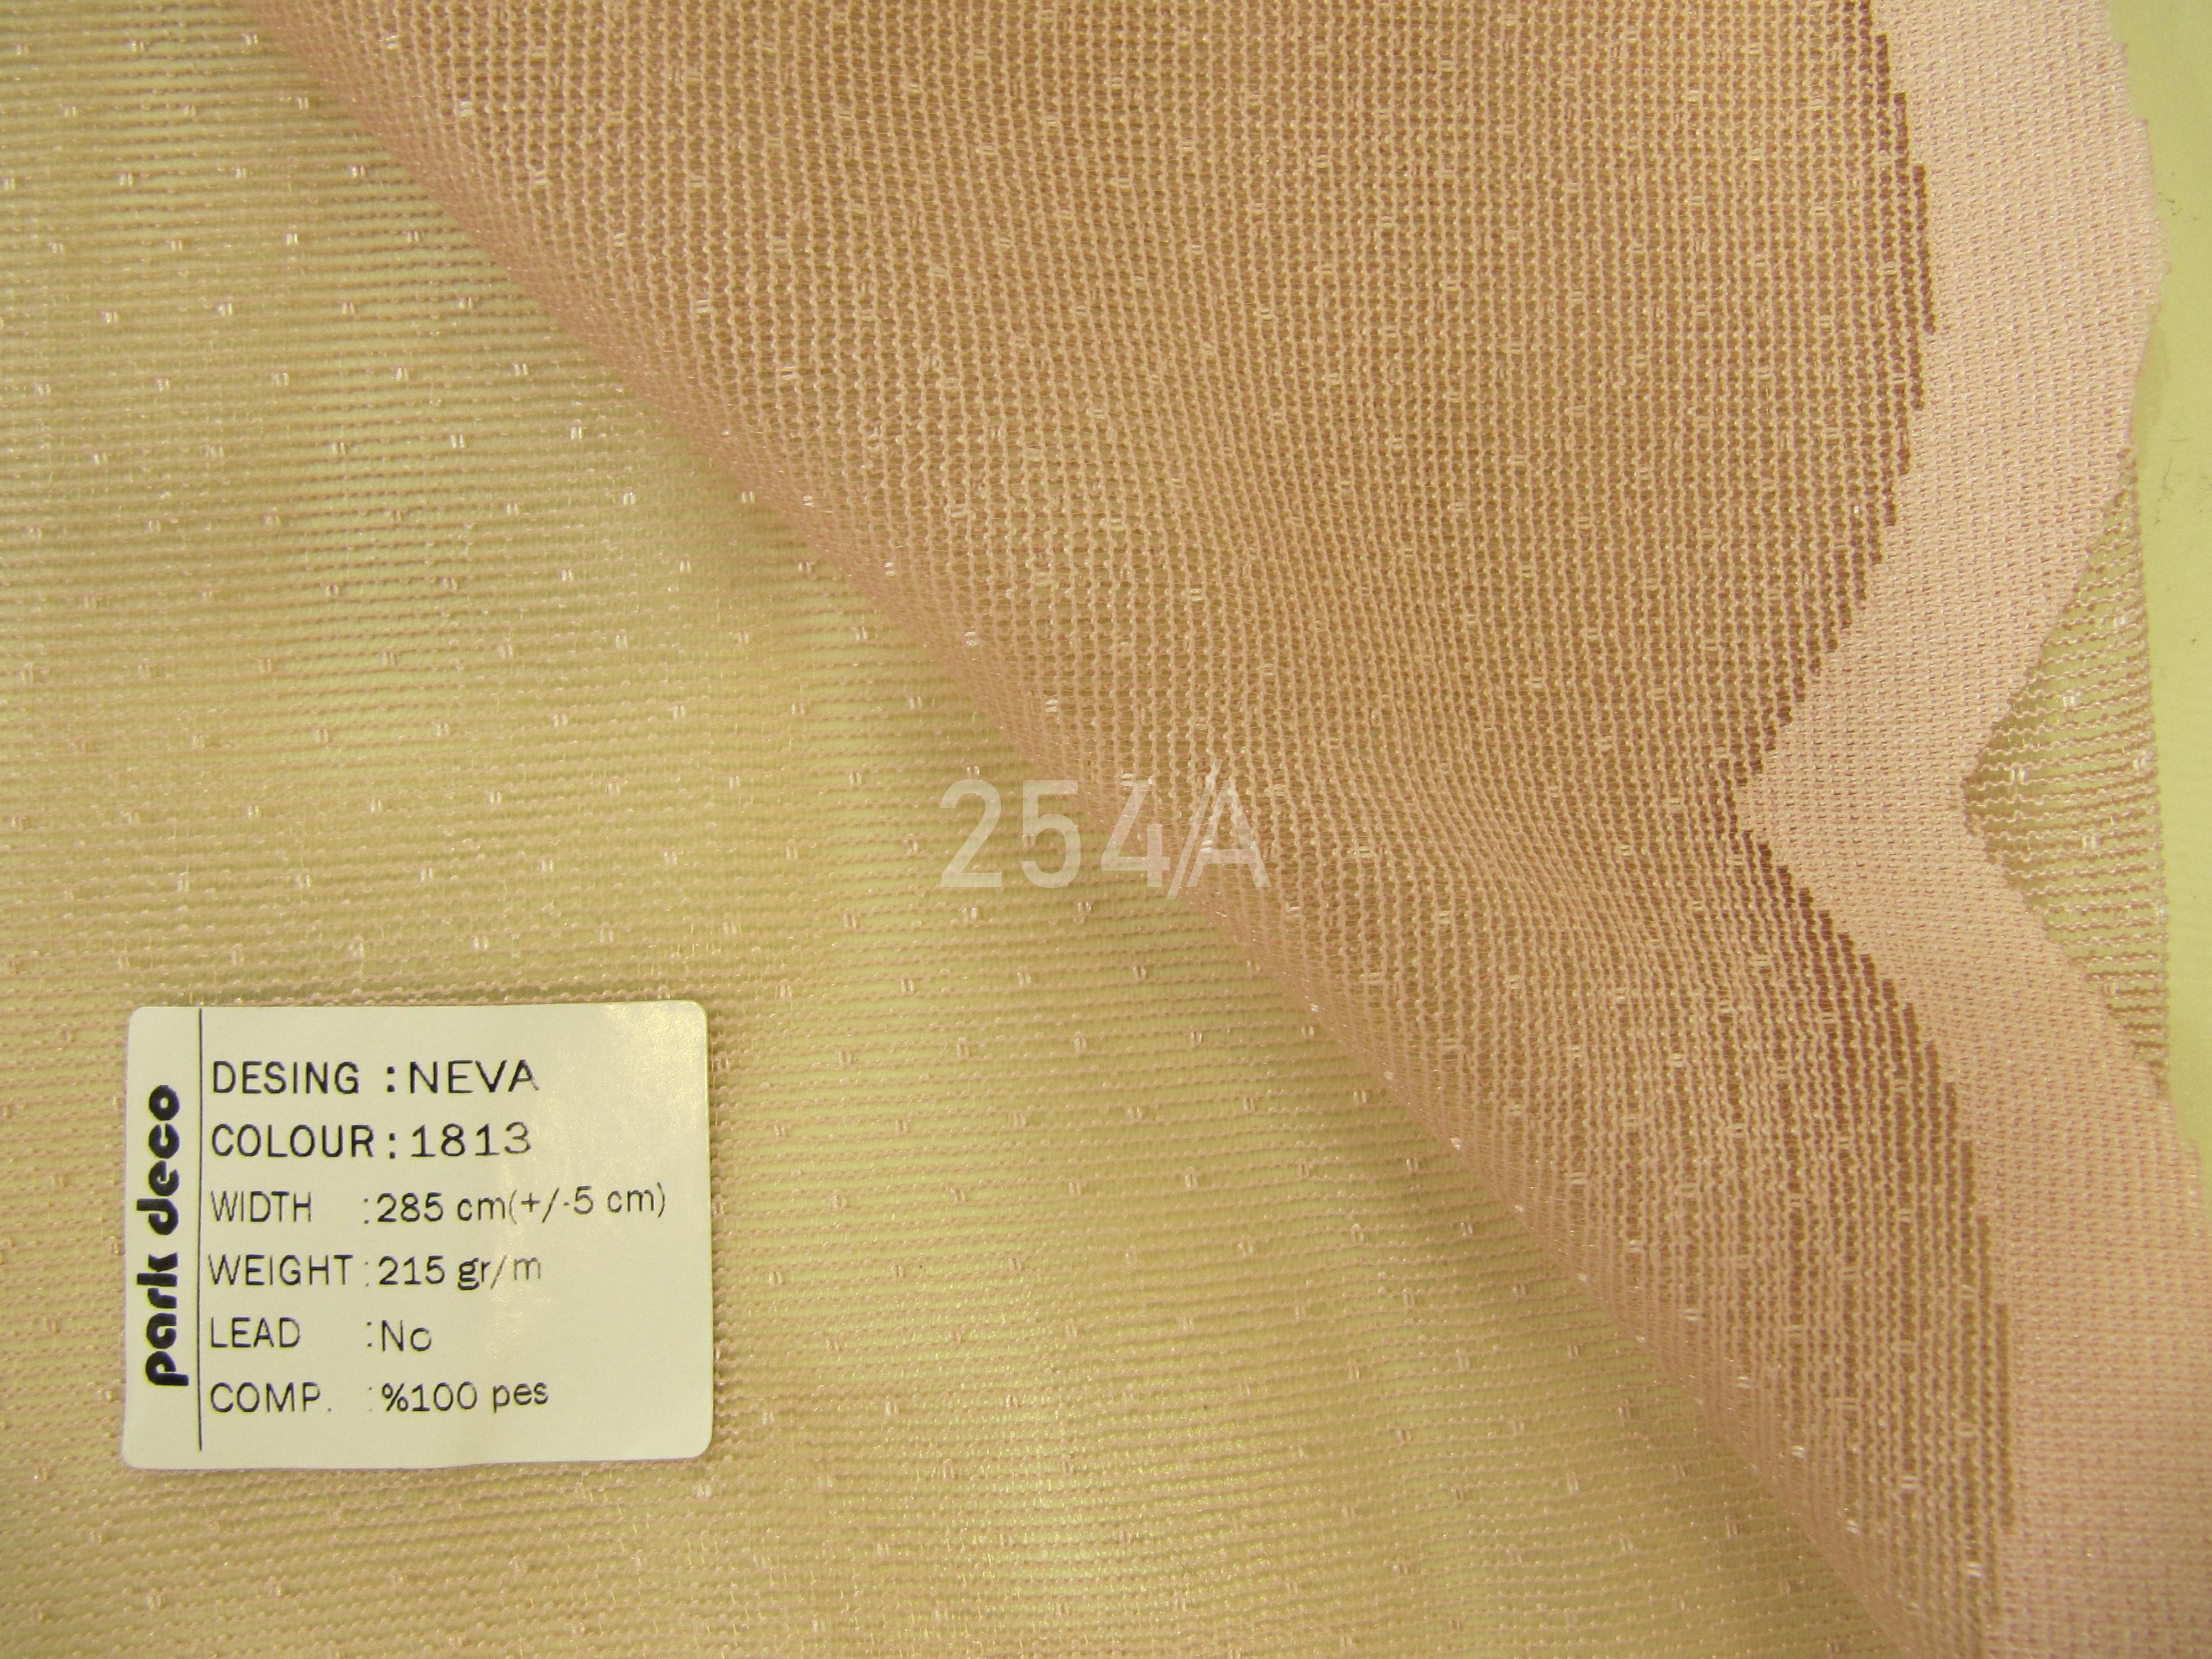 254/A
park deco
DESING : NEVA
COLOUR : 1813
WIDTH : 285 cm(+/-5 cm)
WEIGHT : 215 gr/m
LEAD : No
COMP. : %100 pes